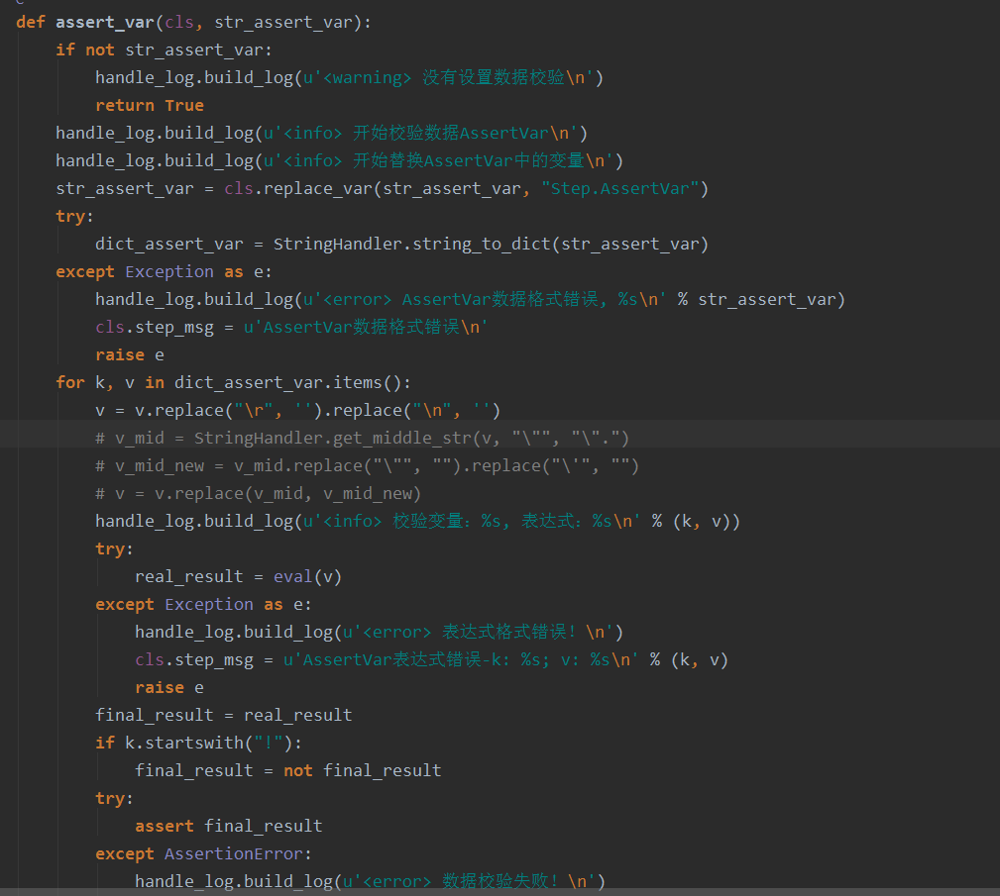 def assert_var(cls, str_assert_var):
    if not str_assert_var:
        handle_log.build_log(u'<warning> 没有设置数据校验\n')
        return True
    handle_log.build_log(u'<info> 开始校验数据AssertVar\n')
    handle_log.build_log(u'<info> 开始替换AssertVar中的变量\n')
    str_assert_var = cls.replace_var(str_assert_var, "Step.AssertVar")
    try:
        dict_assert_var = StringHandler.string_to_dict(str_assert_var)
    except Exception as e:
        handle_log.build_log(u'<error> AssertVar数据格式错误, %s\n' % str_assert_var)
        cls.step_msg = u'AssertVar数据格式错误\n'
        raise e
    for k, v in dict_assert_var.items():
        v = v.replace("\r", '').replace("\n", '')
        # v_mid = StringHandler.get_middle_str(v, "\"", "\".")
        # v_mid_new = v_mid.replace("\"", "").replace("\'", "")
        # v = v.replace(v_mid, v_mid_new)
        handle_log.build_log(u'<info> 校验变量：%s, 表达式：%s\n' % (k, v))
        try:
            real_result = eval(v)
        except Exception as e:
            handle_log.build_log(u'<error> 表达式格式错误！\n')
            cls.step_msg = u'AssertVar表达式错误-k: %s; v: %s\n' % (k, v)
            raise e
        final_result = real_result
        if k.startswith("!"):
            final_result = not final_result
        try:
            assert final_result
        except AssertionError:
            handle_log.build_log(u'<error> 数据校验失败！\n')